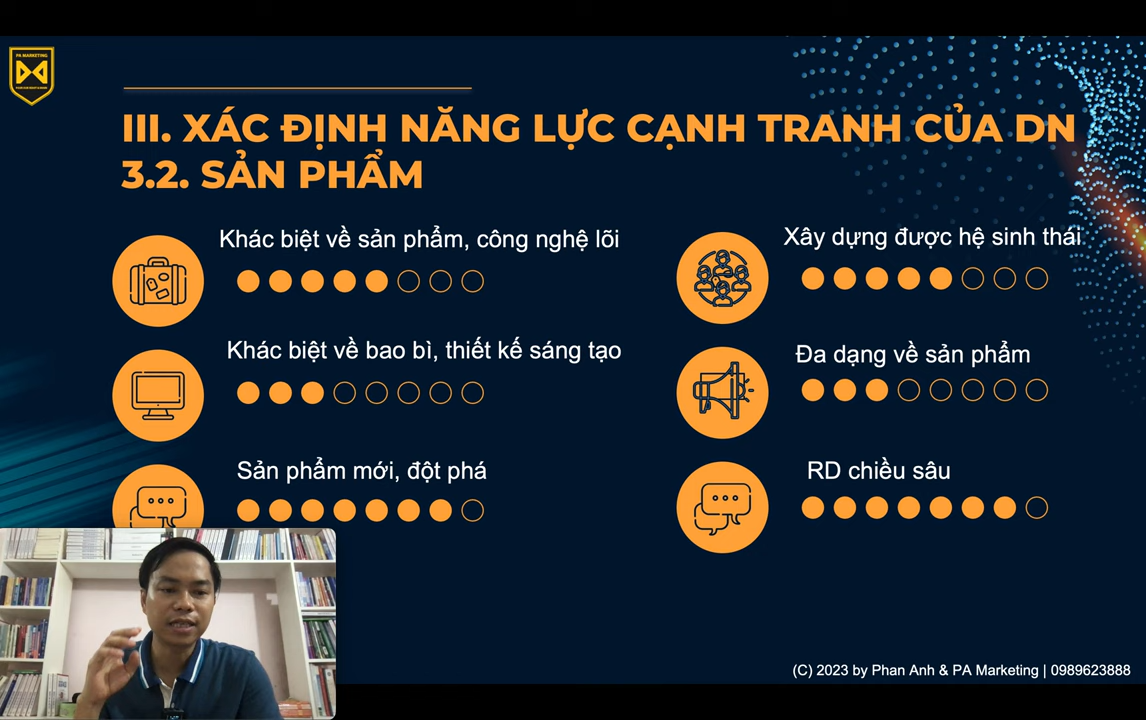 PA MARKETING
III. XÁC ĐỊNH NĂNG LỰC CẠNH TRANH CỦA DN
3.2. SẢN PHẨM
Khác biệt về sản phẩm, công nghệ lõi
Khác biệt về bao bì, thiết kế sáng tạo
Sản phẩm mới, đột phá
Xây dựng được hệ sinh thái
Đa dạng về sản phẩm
RD chiều sâu
(C) 2023 by Phan Anh & PA Marketing | 0989623888